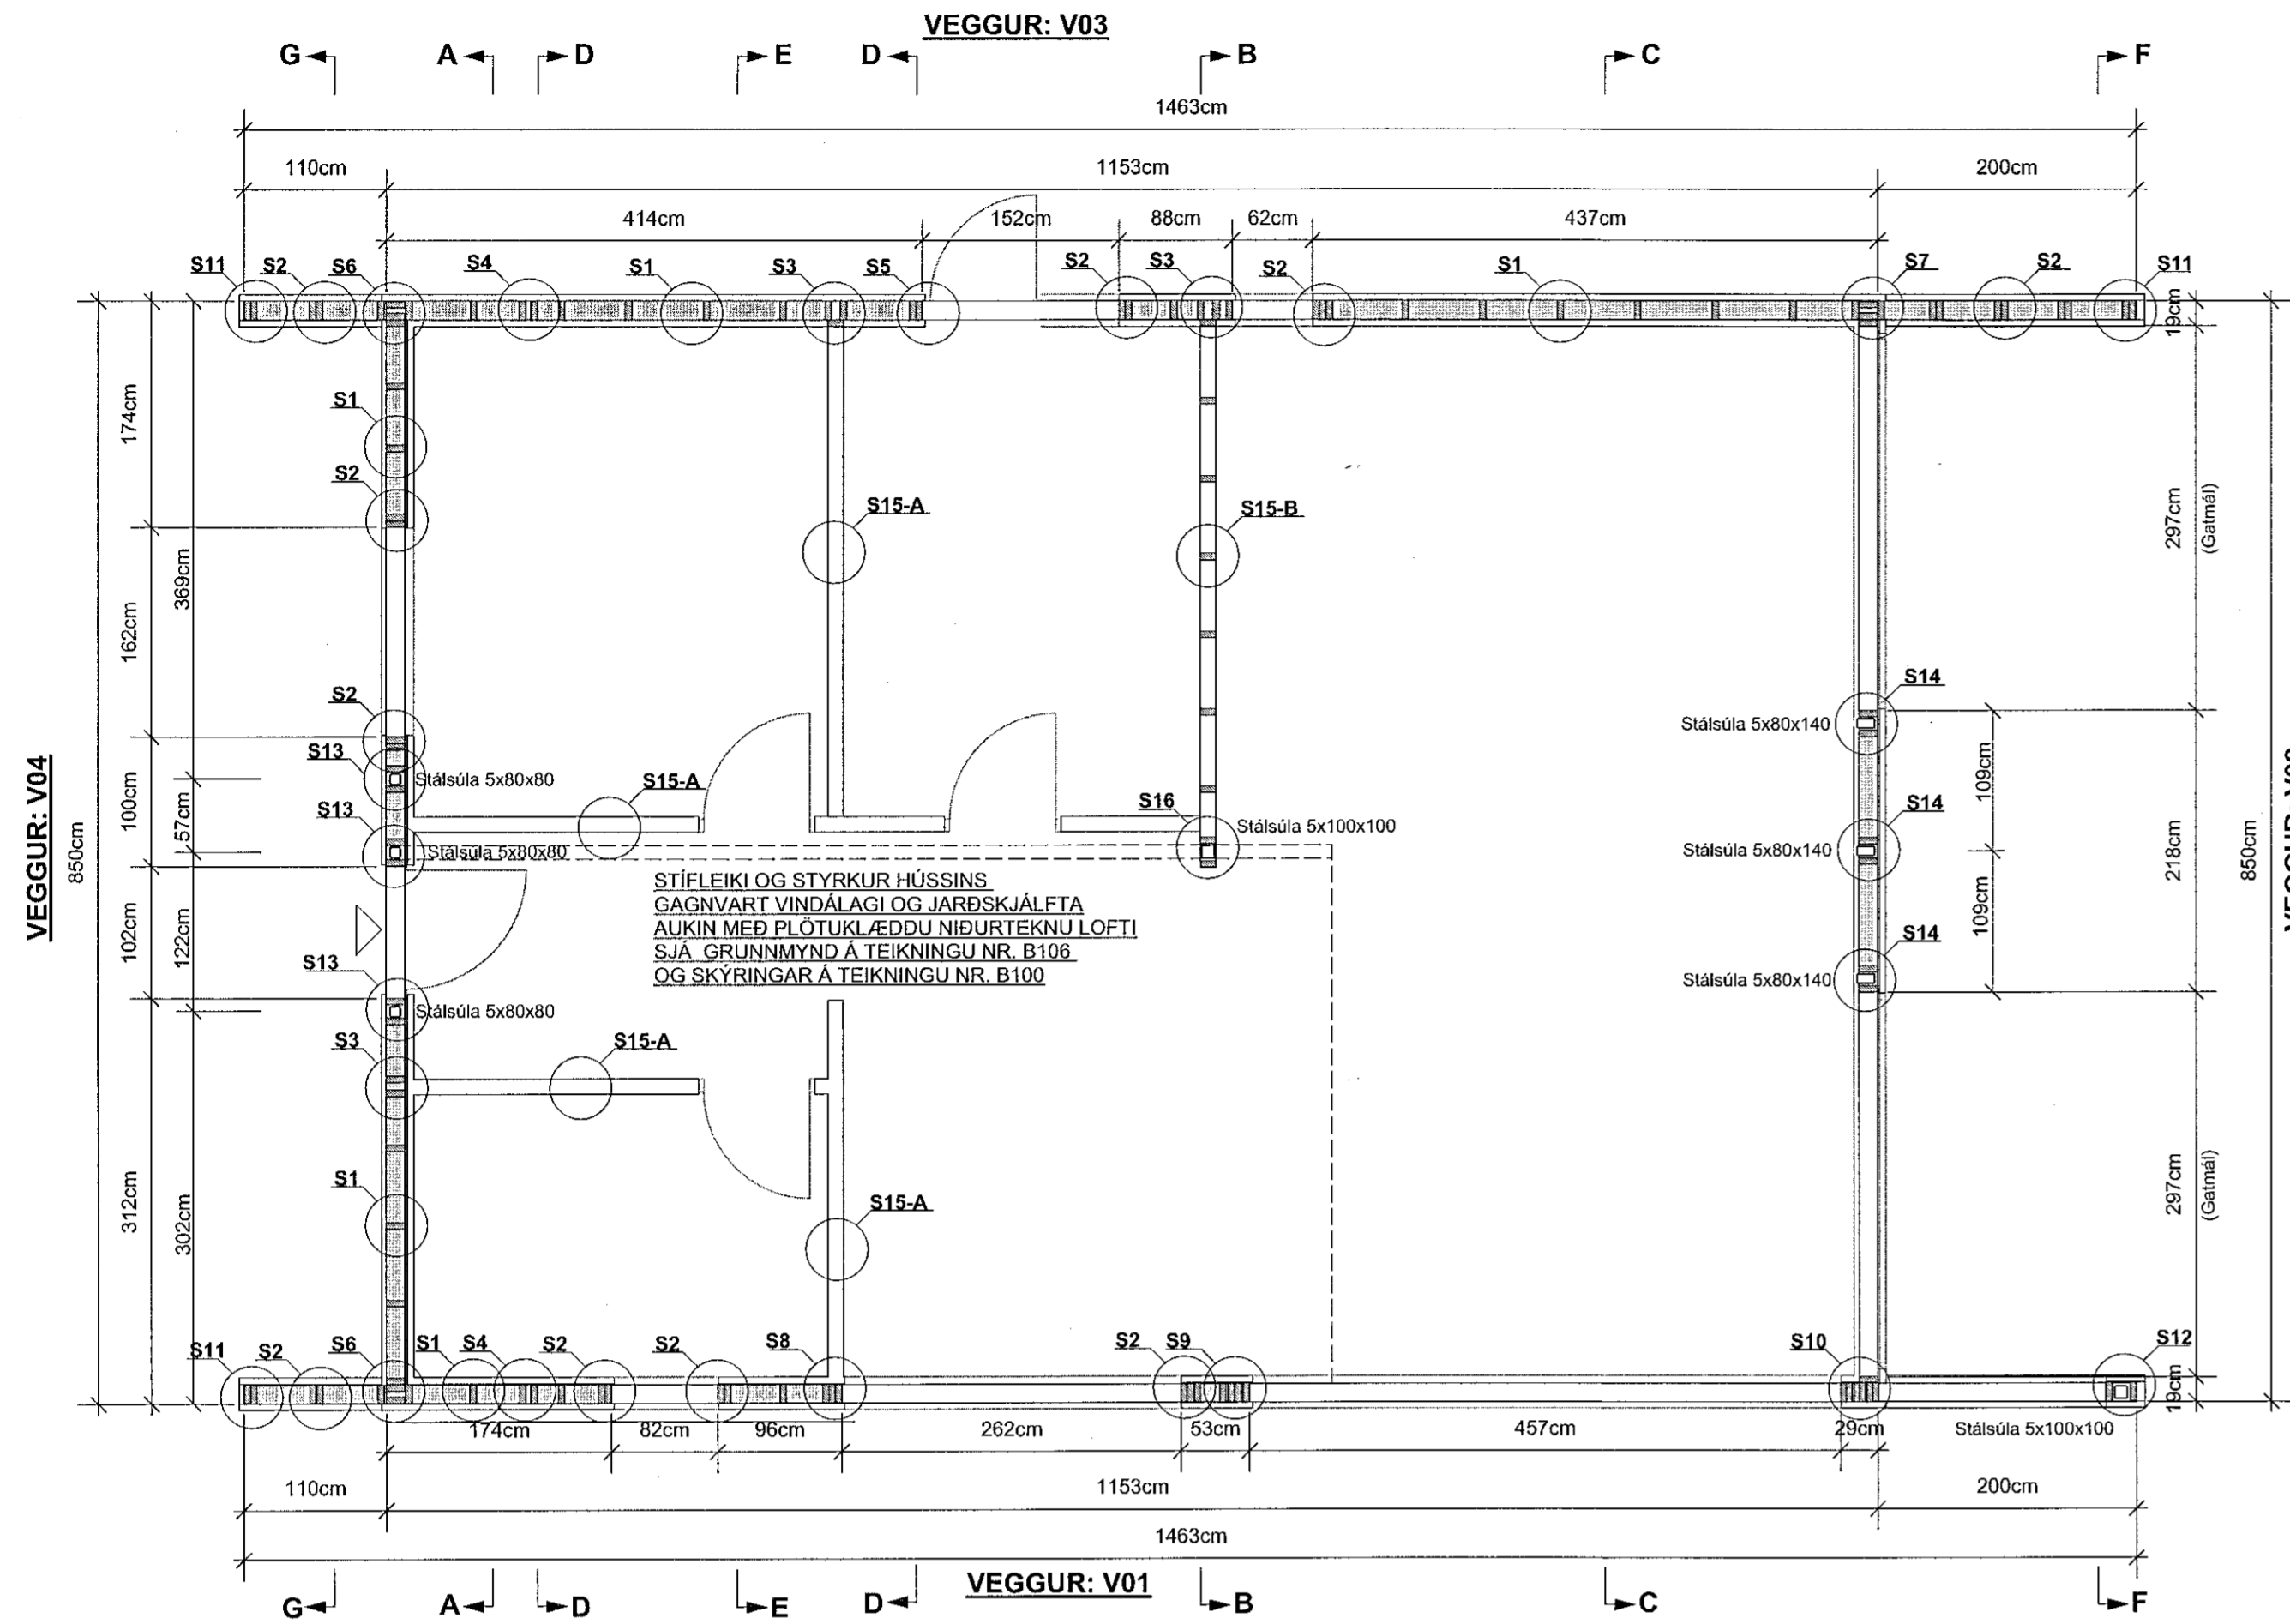 VEGGUR: V03
G A D E D B C F
1463cm
110cm 1153cm 200cm
414cm 152cm 88cm 62cm 437cm
S11 S2 S6 S4 S1 S3 S5 S2 S3 S2 S1 S7 S2 S11
19cm
174cm
S1
S2
369cm
S15-A S15-B
297cm
(Gatmál)
162cm
S2
S14
Stálsúla 5x80x140
S13
Stálsúla 5x80x80
S15-A
109cm
VEGGUR: V04
850cm
100cm
57cm
S13
Stálsúla 5x80x80
S16
Stálsúla 5x100x100
S14
Stálsúla 5x80x140
218cm
850cm
STÍFLEIKI OG STYRKUR HÚSSINS
GAGNVART VINDÁLAGI OG JARÐSKJÁLFTA
AUKIN MEÐ PLÖTUKLÆDDU NIÐURTEKNU LOFTI
SJÁ GRUNNMYND Á TEIKNINGU NR. B106
OG SKÝRINGAR Á TEIKNINGU NR. B100
102cm
122cm
109cm
S13
Stálsúla 5x80x80
S14
Stálsúla 5x80x140
S3
S15-A
312cm
302cm
S1
S15-A
297cm
(Gatmál)
S11 S2 S6 S1 S4 S2 S2 S8 S2 S9 S10 S12
19cm
174cm 82cm 96cm 262cm 53cm 457cm 29cm Stálsúla 5x100x100
110cm 1153cm 200cm
1463cm
VEGGUR: V01
G A D E D B C F